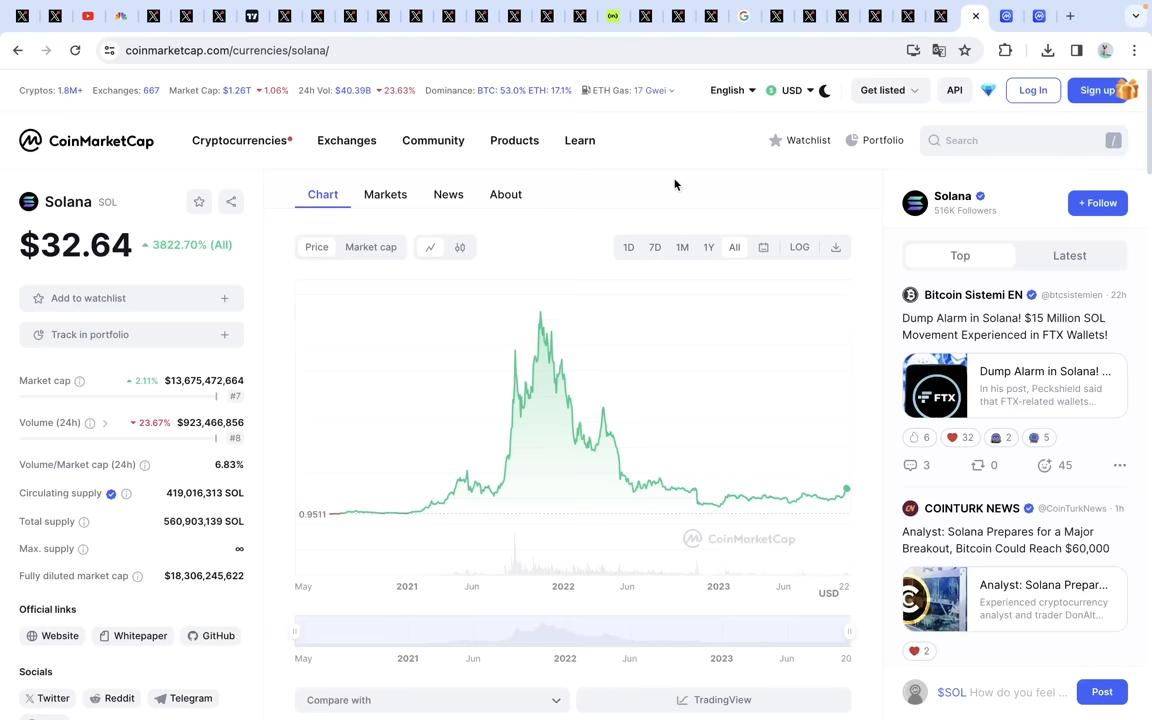 coinmarketcap.com/currencies/solana/
Cryptos: 1.8M+ Exchanges: 667 Market Cap: $1.26T 1.06% 24h Vol: $40.39B 23.63% Dominance: BTC: 53.0% ETH: 17.1% ETH Gas: 17 Gwei
English USD Get listed API Log In Sign up
CoinMarketCap Cryptocurrencies Exchanges Community Products Learn Watchlist Portfolio Search /
Solana SOL
$32.64 3822.70% (All)
Add to watchlist +
Track in portfolio +
Market cap 2.11% $13,675,472,664
#7
Volume (24h) 23.67% $923,466,856
#8
Volume/Market cap (24h) 6.83%
Circulating supply 419,016,313 SOL
Total supply 560,903,139 SOL
Max. supply ∞
Fully diluted market cap $18,306,245,622
Official links
Website Whitepaper GitHub
Socials
Twitter Reddit Telegram
Chart Markets News About
Price Market cap 1D 7D 1M 1Y All LOG
0.9511
CoinMarketCap
May 2021 Jun 2022 Jun 2023 Jun 22
USD
May 2021 Jun 2022 Jun 2023 Jun 20
Compare with TradingView
Solana
516K Followers
+ Follow
Top Latest
Bitcoin Sistemi EN @btcsistemien · 22h
Dump Alarm in Solana! $15 Million SOL
Movement Experienced in FTX Wallets!
FTX
Dump Alarm in Solana! ...
In his post, Peckshield said
that FTX-related wallets...
6 32 2 5
3 0 45
COINTURK NEWS @CoinTurkNews · 1h
Analyst: Solana Prepares for a Major
Breakout, Bitcoin Could Reach $60,000
Analyst: Solana Prepar...
Experienced cryptocurrency
analyst and trader DonAlt...
2
$SOL How do you feel ... Post